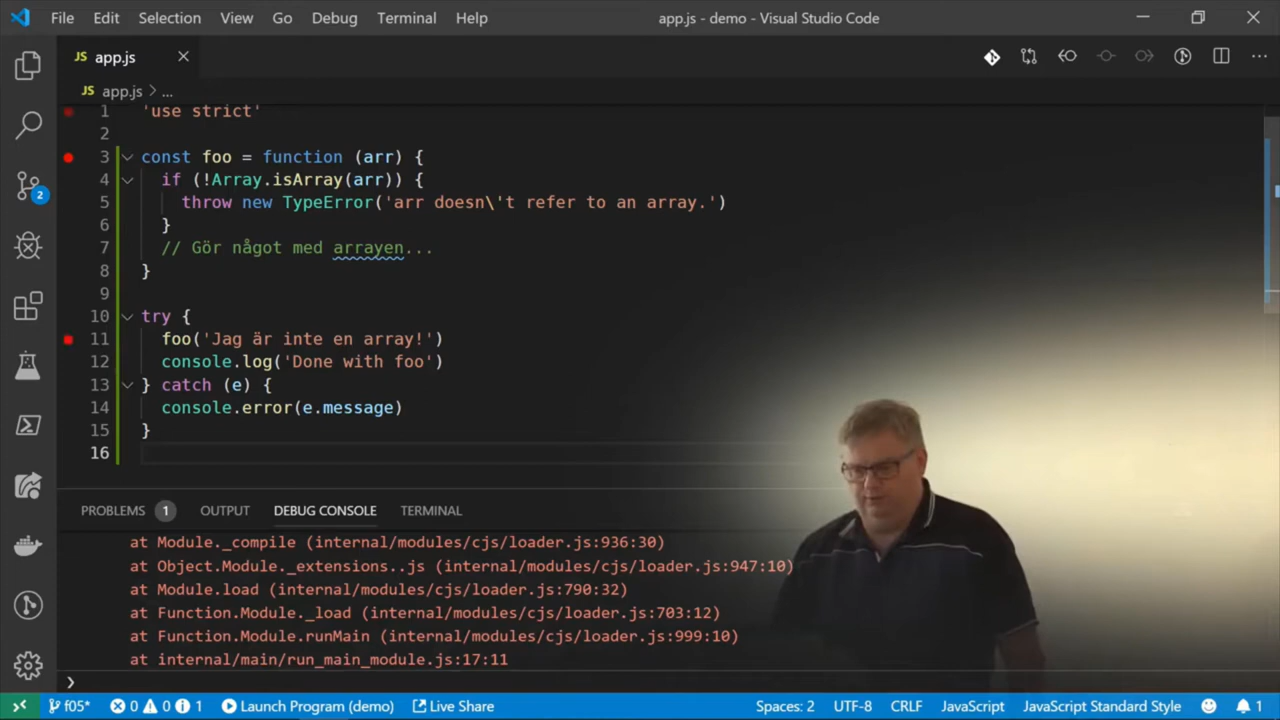 File Edit Selection View Go Debug Terminal Help app.js - demo - Visual Studio Code
JS app.js
JS app.js > ...
1 'use strict'
2
3 const foo = function (arr) {
4 if (!Array.isArray(arr)) {
5 throw new TypeError('arr doesn\'t refer to an array.')
6 }
7 // Gör något med arrayen...
8 }
9
10 try {
11 foo('Jag är inte en array!')
12 console.log('Done with foo')
13 } catch (e) {
14 console.error(e.message)
15 }
16
2
PROBLEMS 1 OUTPUT DEBUG CONSOLE TERMINAL
at Module._compile (internal/modules/cjs/loader.js:936:30)
at Object.Module._extensions..js (internal/modules/cjs/loader.js:947:10)
at Module.load (internal/modules/cjs/loader.js:790:32)
at Function.Module._load (internal/modules/cjs/loader.js:703:12)
at Function.Module.runMain (internal/modules/cjs/loader.js:999:10)
at internal/main/run_main_module.js:17:11
f05* 0 0 1 Launch Program (demo) Live Share Spaces: 2 UTF-8 CRLF JavaScript JavaScript Standard Style 1